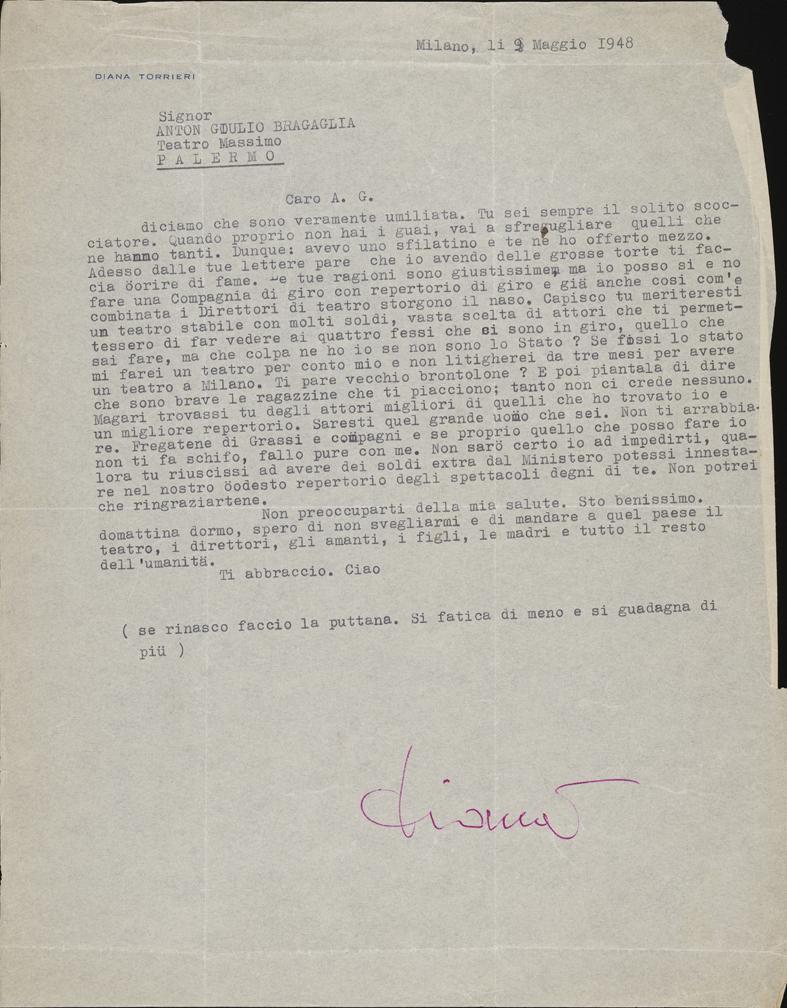 Milano, li 9 Maggio I948
DIANA TORRIERI
Signor
ANTON GIULIO BRAGAGLIA
Teatro Massimo
P A L E R M O
Caro A. G.
diciamo che sono veramente umiliata. Tu sei sempre il solito scoc-
ciatore. Quando proprio non hai i guai, vai a sfregugliare quelli che
ne hanno tanti. Dunque: avevo uno sfilatino e te ne ho offerto mezzo.
Adesso dalle tue lettere pare che io avendo delle grosse torte ti fac-
cia öorire di fame. Le tue ragioni sono giustissime, ma io posso si e no
fare una Compagnia di giro con repertorio di giro e giä anche cosi com'e
combinata i Direttori di teatro storgono il naso. Capisco tu meriteresti
un teatro stabile con molti soldi, vasta scelta di attori che ti permet-
tessero di far vedere ai quattro fessi che si sono in giro, quello che
sai fare, ma che colpa ne ho io se non sono lo Stato ? Se fossi lo stato
mi farei un teatro per conto mio e non litigherei da tre mesi per avere
un teatro a Milano. Ti pare vecchio brontolone ? E poi piantala di dire
che sono brave le ragazzine che ti piacciono; tanto non ci crede nessuno.
Magari trovassi tu degli attori migliori di quelli che ho trovato io e
un migliore repertorio. Saresti quel grande uomo che sei. Non ti arrabbia-
re. Fregatene di Grassi e compagni e se proprio quello che posso fare io
non ti fa schifo, fallo pure con me. Non sarö certo io ad impedirti, qua-
lora tu riuscissi ad avere dei soldi extra dal Ministero potessi innesta-
re nel nostro öodesto repertorio degli spettacoli degni di te. Non potrei
che ringraziartene.
Non preoccuparti della mia salute. Sto benissimo.
domattina dormo, spero di non svegliarmi e di mandare a quel paese il
teatro, i direttori, gli amanti, i figli, le madri e tutto il resto
dell'umanitä.
Ti abbraccio. Ciao
( se rinasco faccio la puttana. Si fatica di meno e si guadagna di
piü )
Diana